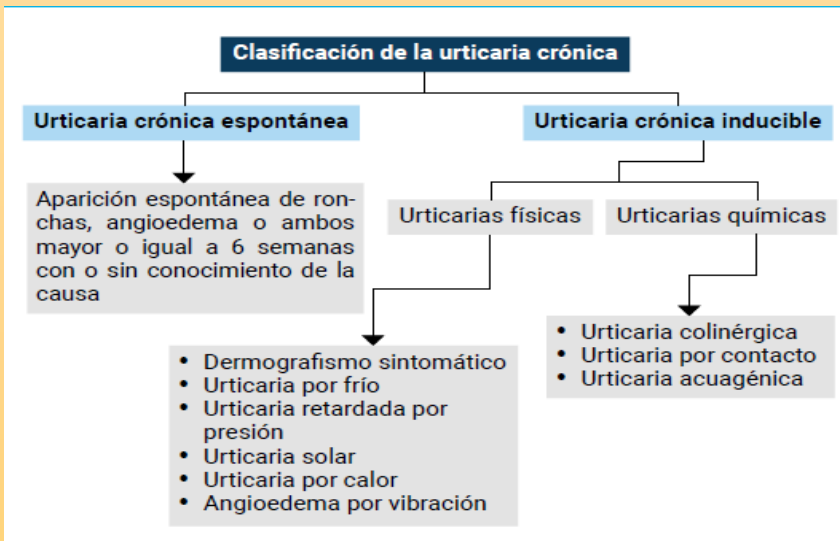 Clasificación de la urticaria crónica
Urticaria crónica espontánea
Urticaria crónica inducible
Aparición espontánea de ron-
chas, angioedema o ambos
mayor o igual a 6 semanas
con o sin conocimiento de la
causa
Urticarias físicas
Urticarias químicas
• Dermografismo sintomático
• Urticaria por frío
• Urticaria retardada por
presión
• Urticaria solar
• Urticaria por calor
• Angioedema por vibración
• Urticaria colinérgica
• Urticaria por contacto
• Urticaria acuagénica